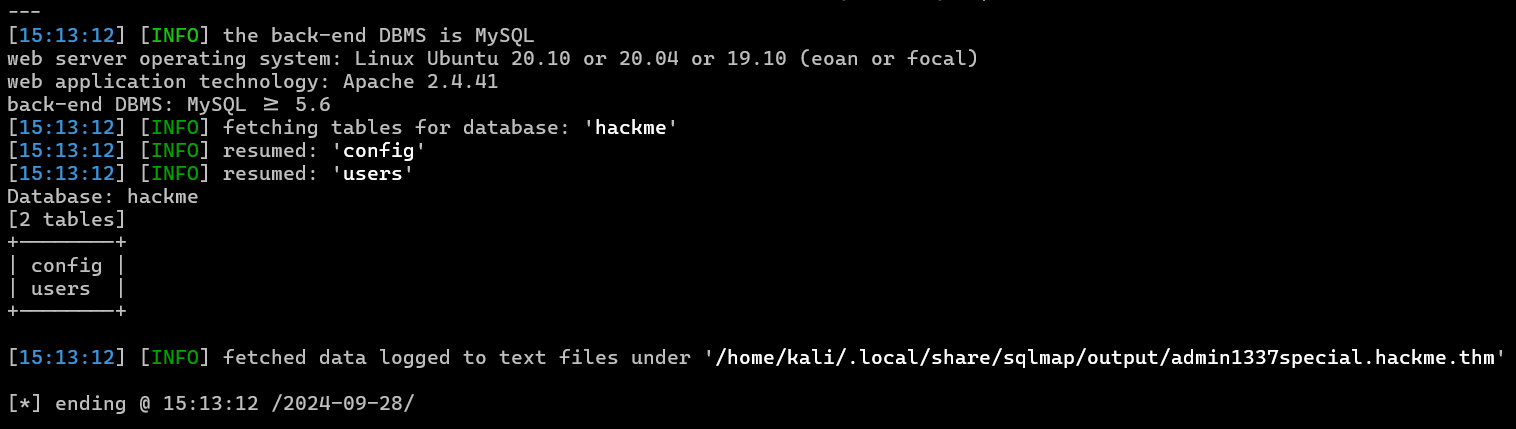 ---
[15:13:12] [INFO] the back-end DBMS is MySQL
web server operating system: Linux Ubuntu 20.10 or 20.04 or 19.10 (eoan or focal)
web application technology: Apache 2.4.41
back-end DBMS: MySQL ≥ 5.6
[15:13:12] [INFO] fetching tables for database: 'hackme'
[15:13:12] [INFO] resumed: 'config'
[15:13:12] [INFO] resumed: 'users'
Database: hackme
[2 tables]
+--------+
| config |
| users  |
+--------+
[15:13:12] [INFO] fetched data logged to text files under '/home/kali/.local/share/sqlmap/output/admin1337special.hackme.thm'
[*] ending @ 15:13:12 /2024-09-28/